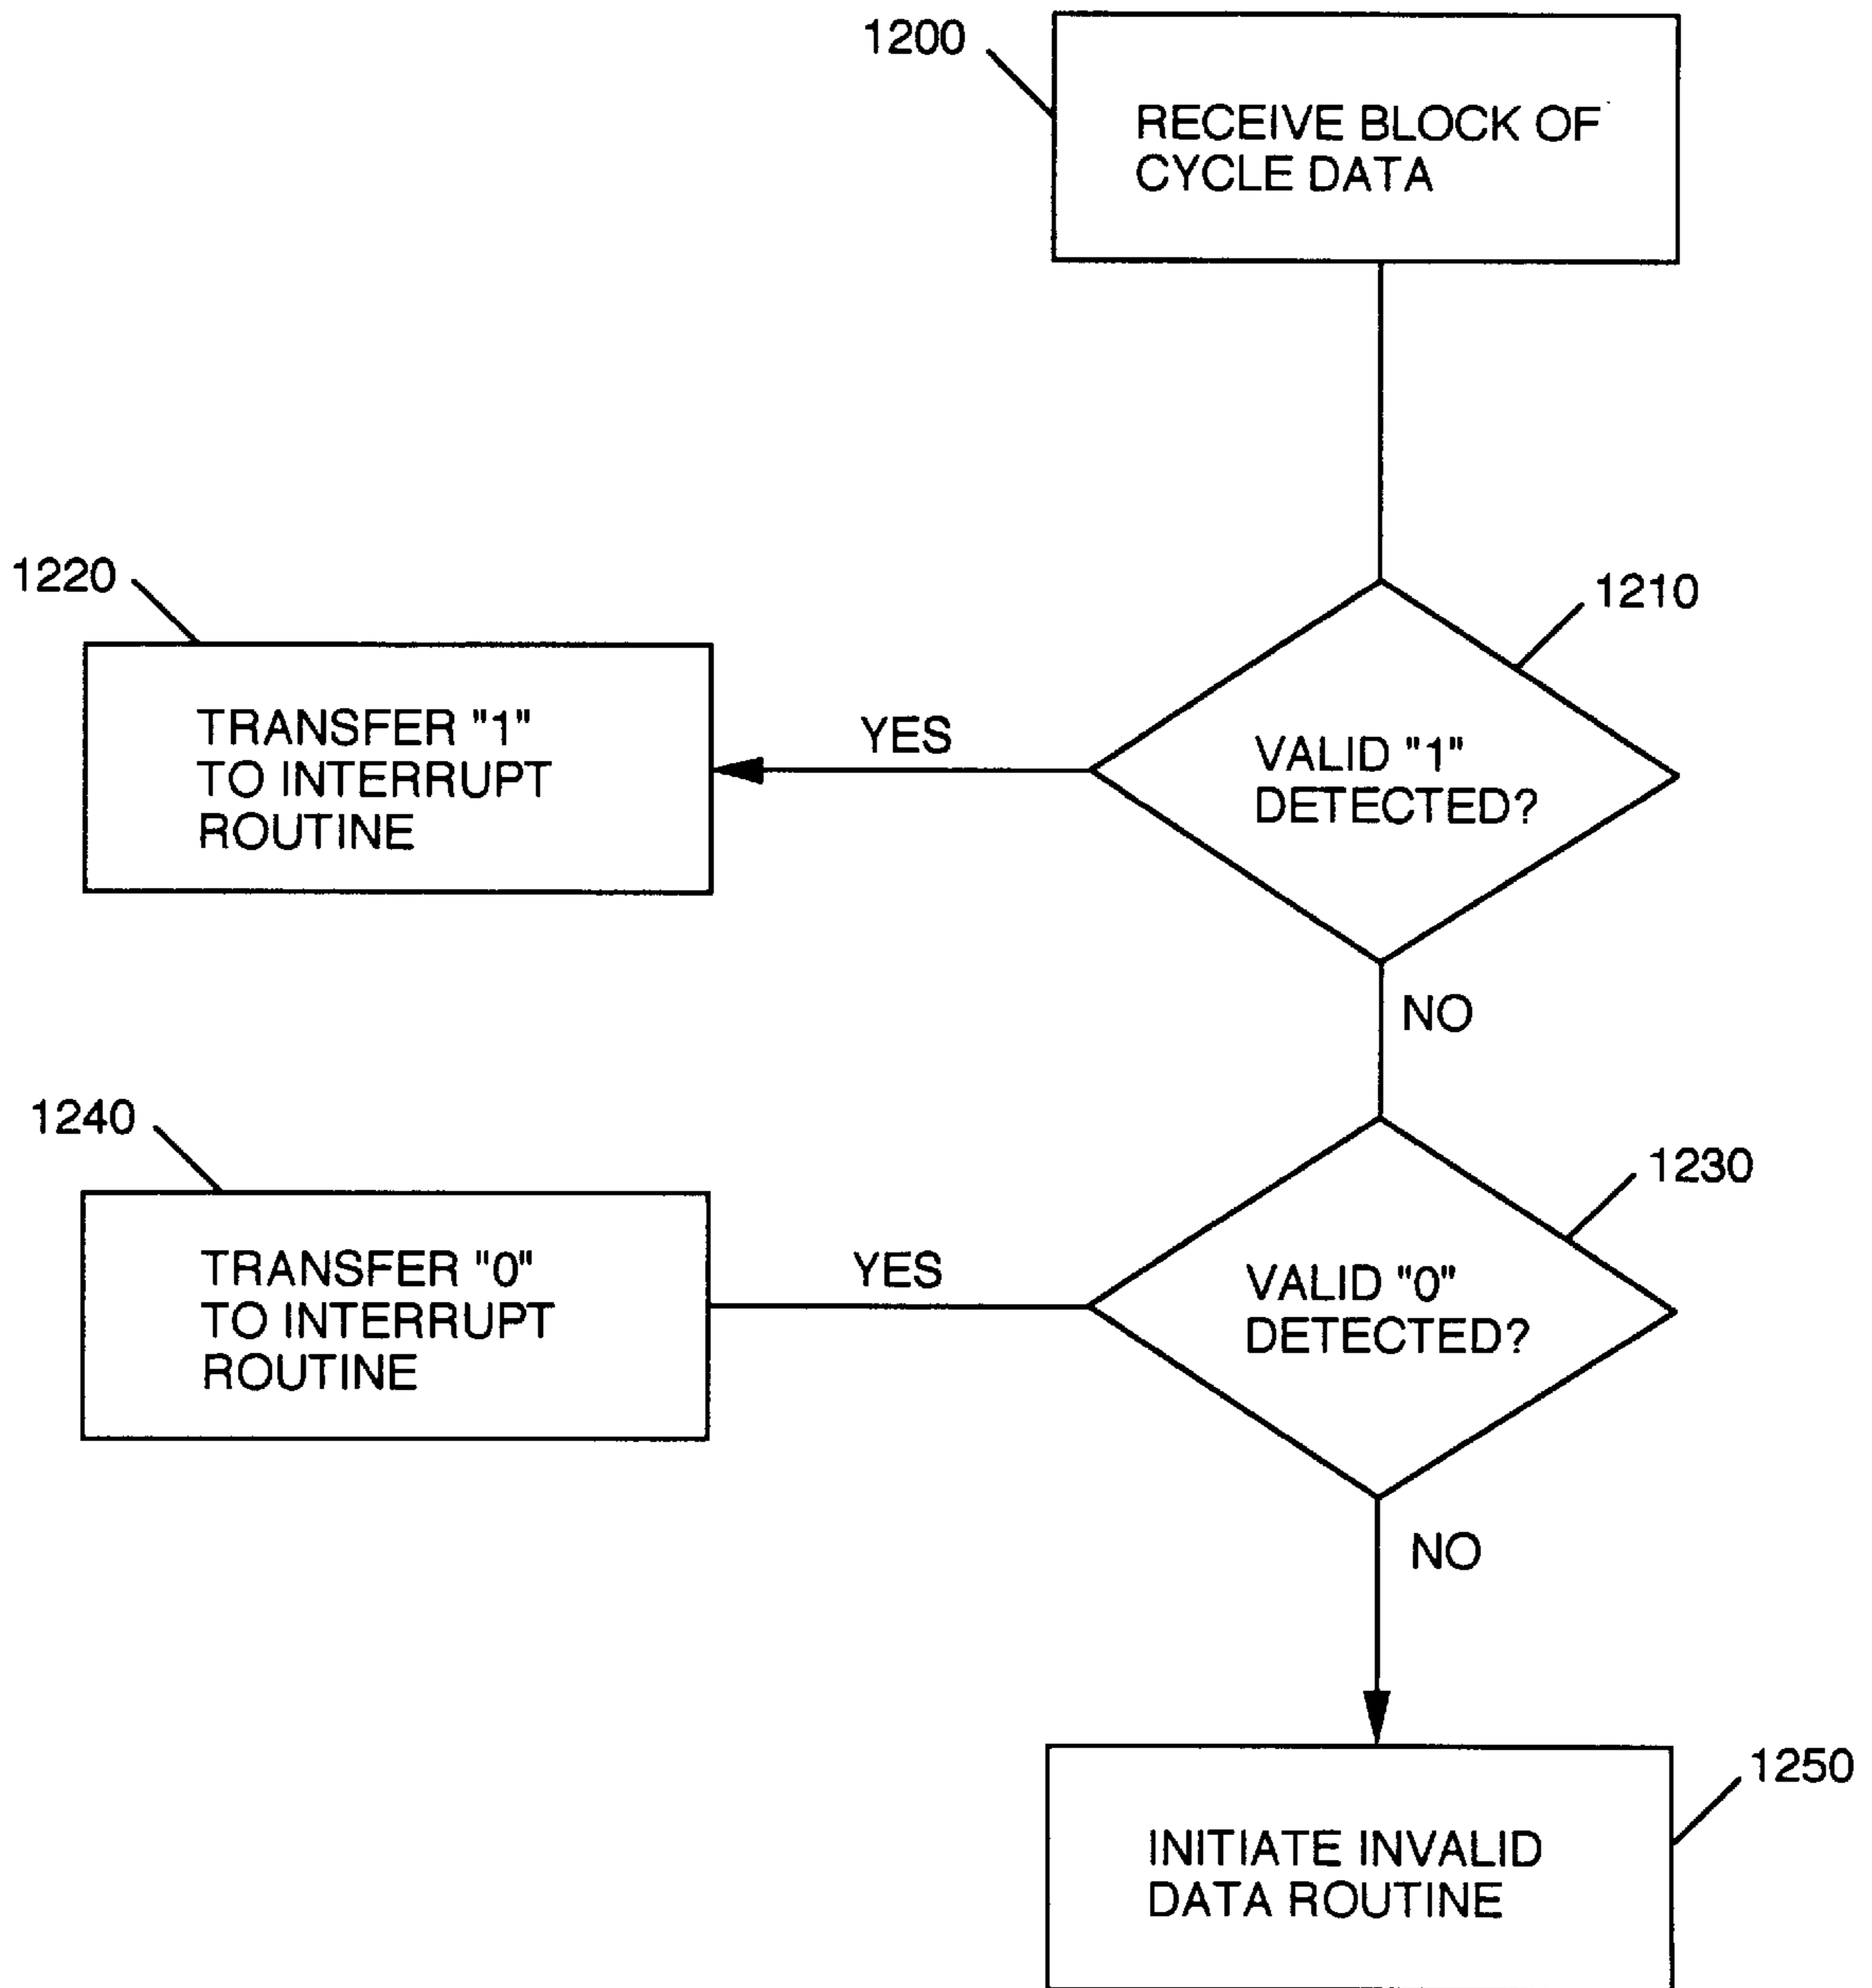 1200
RECEIVE BLOCK OF
CYCLE DATA
1220
1210
TRANSFER "1"
TO INTERRUPT
ROUTINE
YES
VALID "1"
DETECTED?
NO
1240
1230
TRANSFER "0"
TO INTERRUPT
ROUTINE
YES
VALID "0"
DETECTED?
NO
1250
INITIATE INVALID
DATA ROUTINE